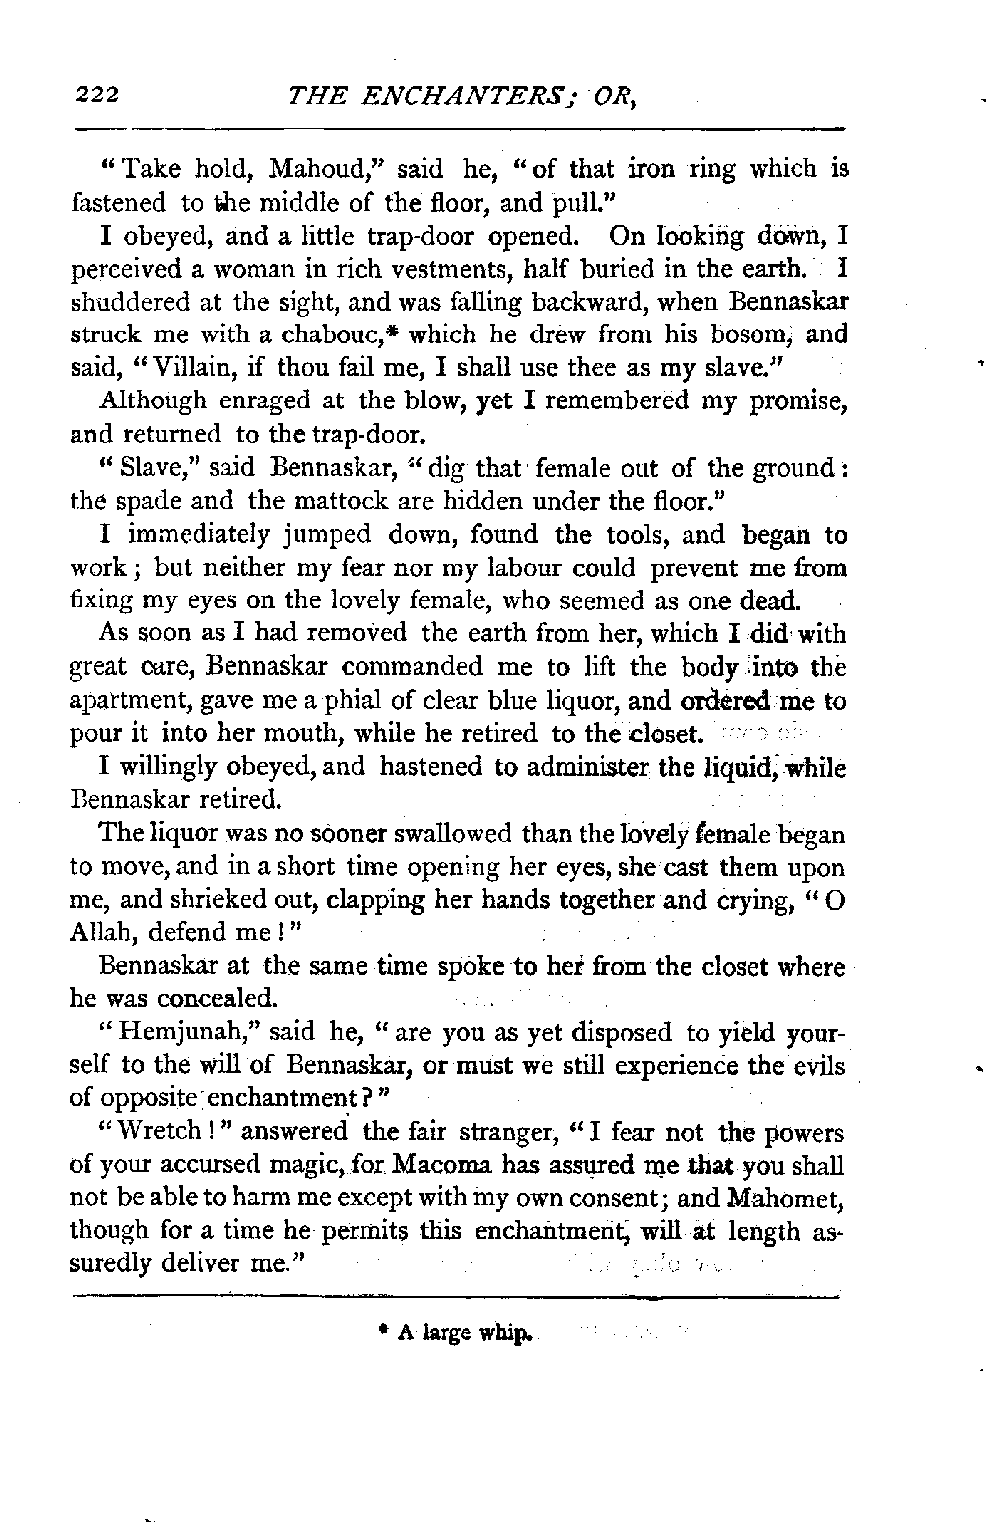 222 THE ENCHANTERS; OR,
“Take hold, Mahoud,” said he, “of that iron ring which is
fastened to the middle of the floor, and pull.”
I obeyed, and a little trap-door opened. On looking down, I
perceived a woman in rich vestments, half buried in the earth. I
shuddered at the sight, and was falling backward, when Bennaskar
struck me with a chabouc,* which he drew from his bosom, and
said, “Villain, if thou fail me, I shall use thee as my slave.”
Although enraged at the blow, yet I remembered my promise,
and returned to the trap-door.
“Slave,” said Bennaskar, “dig that female out of the ground:
the spade and the mattock are hidden under the floor.”
I immediately jumped down, found the tools, and began to
work; but neither my fear nor my labour could prevent me from
fixing my eyes on the lovely female, who seemed as one dead.
As soon as I had removed the earth from her, which I did with
great care, Bennaskar commanded me to lift the body into the
apartment, gave me a phial of clear blue liquor, and ordered me to
pour it into her mouth, while he retired to the closet.
I willingly obeyed, and hastened to administer the liquid, while
Bennaskar retired.
The liquor was no sooner swallowed than the lovely female began
to move, and in a short time opening her eyes, she cast them upon
me, and shrieked out, clapping her hands together and crying, “O
Allah, defend me!”
Bennaskar at the same time spoke to her from the closet where
he was concealed.
“Hemjunah,” said he, “are you as yet disposed to yield your-
self to the will of Bennaskar, or must we still experience the evils
of opposite enchantment?”
“Wretch!” answered the fair stranger, “I fear not the powers
of your accursed magic, for Macoma has assured me that you shall
not be able to harm me except with my own consent; and Mahomet,
though for a time he permits this enchantment, will at length as-
suredly deliver me.”
* A large whip.